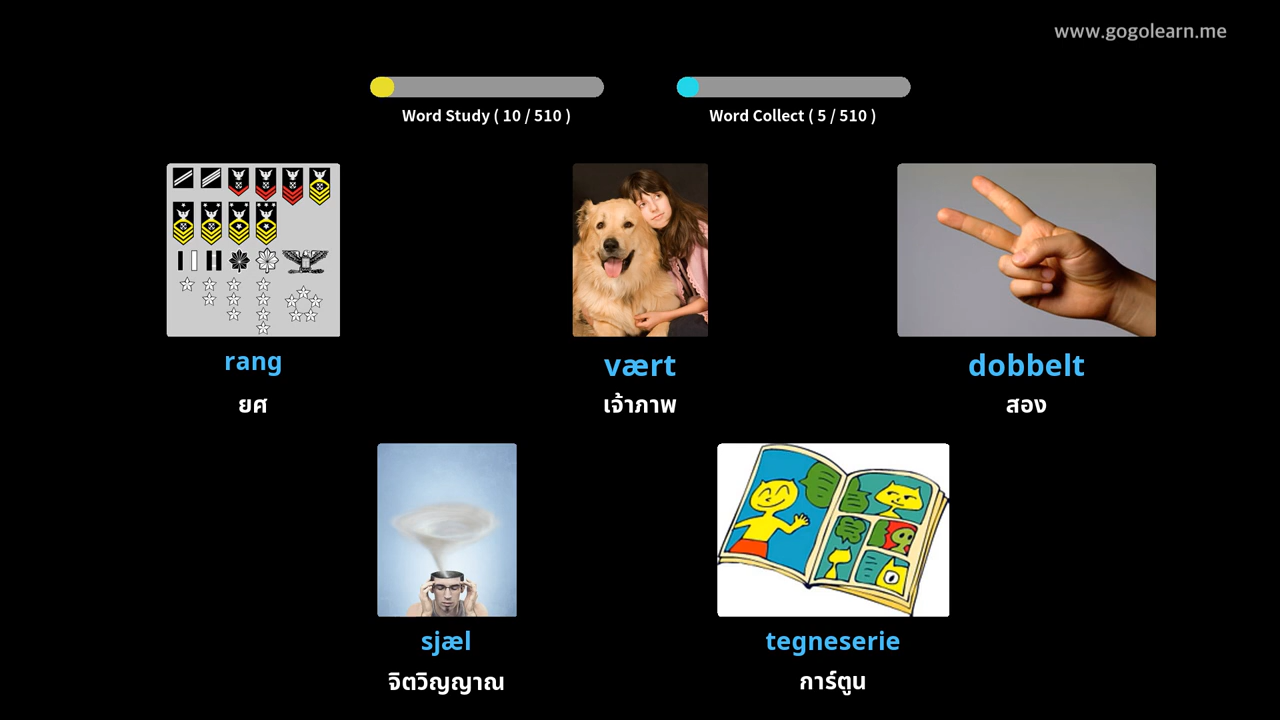 www.gogolearn.me
Word Study ( 10 / 510 )
Word Collect ( 5 / 510 )
rang
ยศ
vært
เจ้าภาพ
dobbelt
สอง
sjæl
จิตวิญญาณ
tegneserie
การ์ตูน